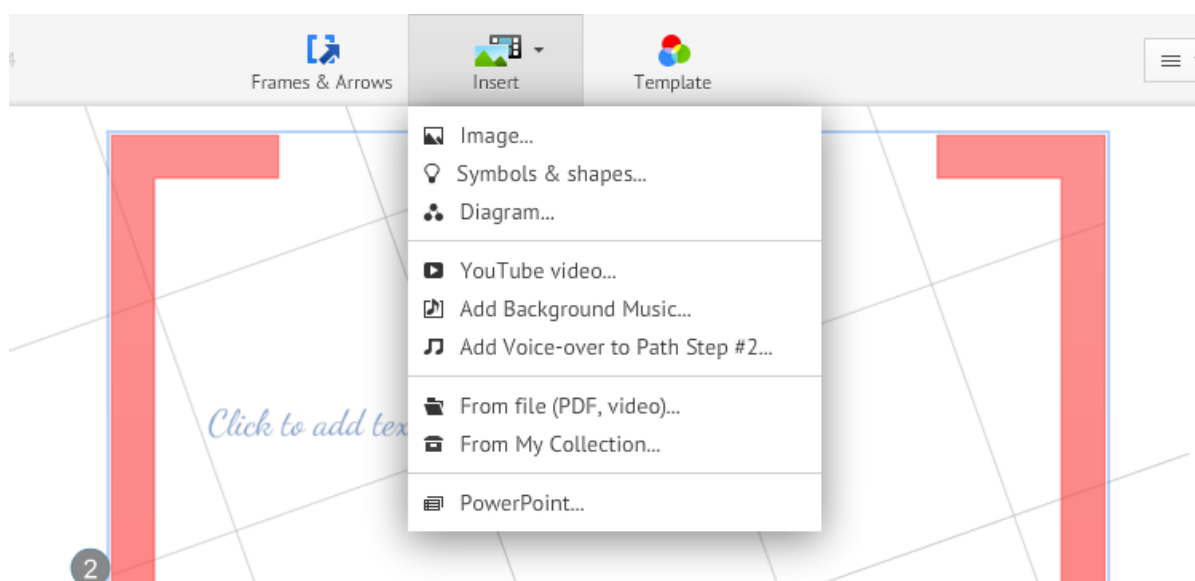 Frames & Arrows
Insert
Template
Image...
Symbols & shapes...
Diagram...
YouTube video...
Add Background Music...
Add Voice-over to Path Step #2...
From file (PDF, video)...
From My Collection...
PowerPoint...
Click to add
2